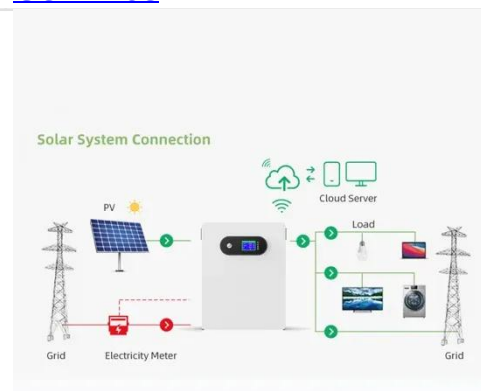 Solar System Connection
Cloud Server
PV
Load
Grid
Electricity Meter
Grid